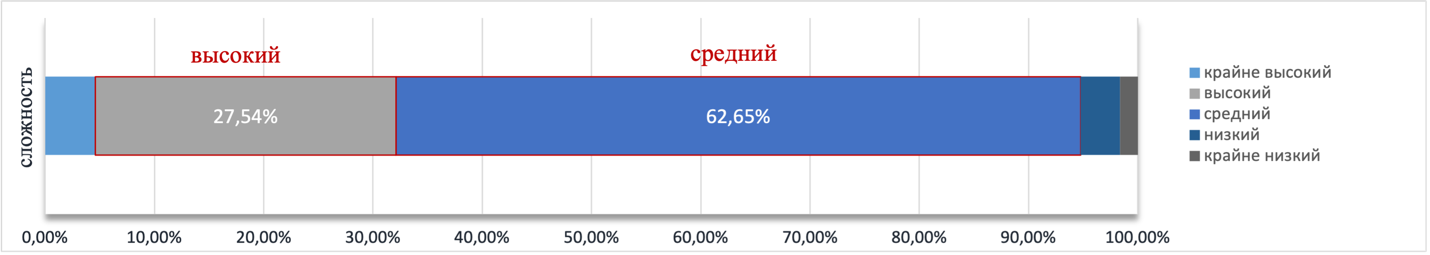 высокий
средний
сложность
27,54%
62,65%
крайне высокий
высокий
средний
низкий
крайне низкий
0,00% 10,00% 20,00% 30,00% 40,00% 50,00% 60,00% 70,00% 80,00% 90,00% 100,00%